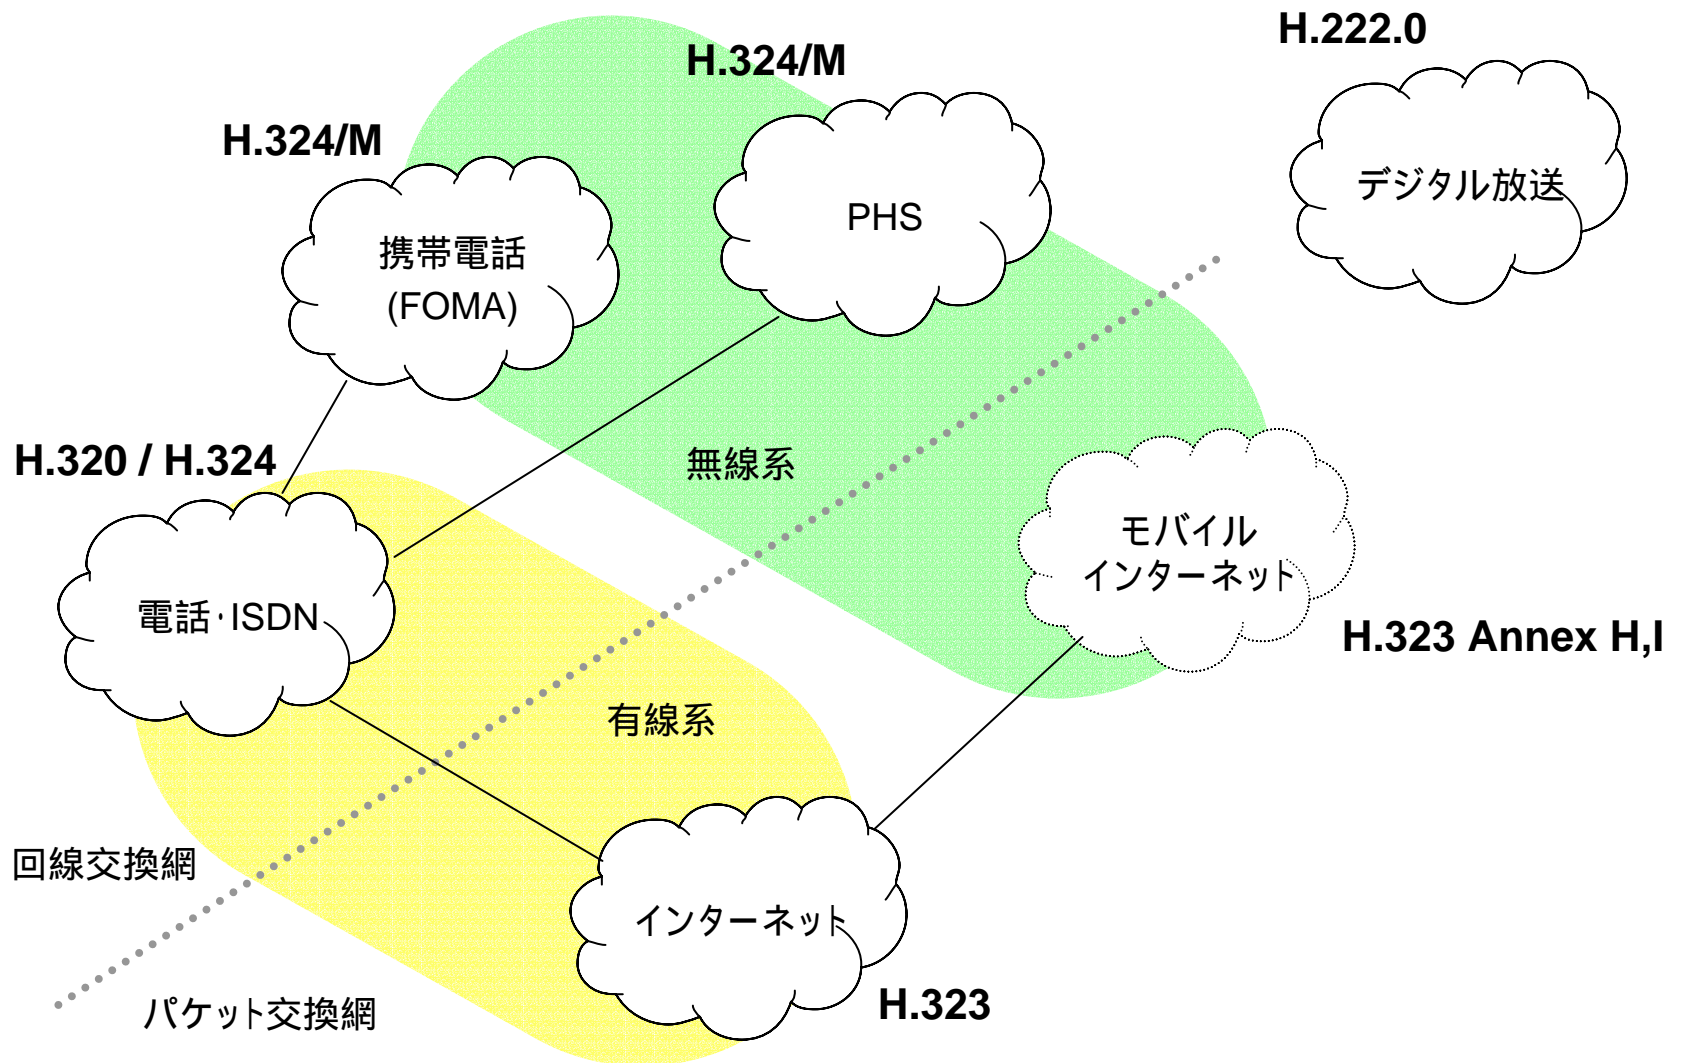 H.222.0
H.324/M
H.324/M
デジタル放送
PHS
携帯電話
(FOMA)
H.320 / H.324
無線系
モバイル
インターネット
電話・ISDN
H.323 Annex H,I
有線系
回線交換網
インターネット
パケット交換網
H.323